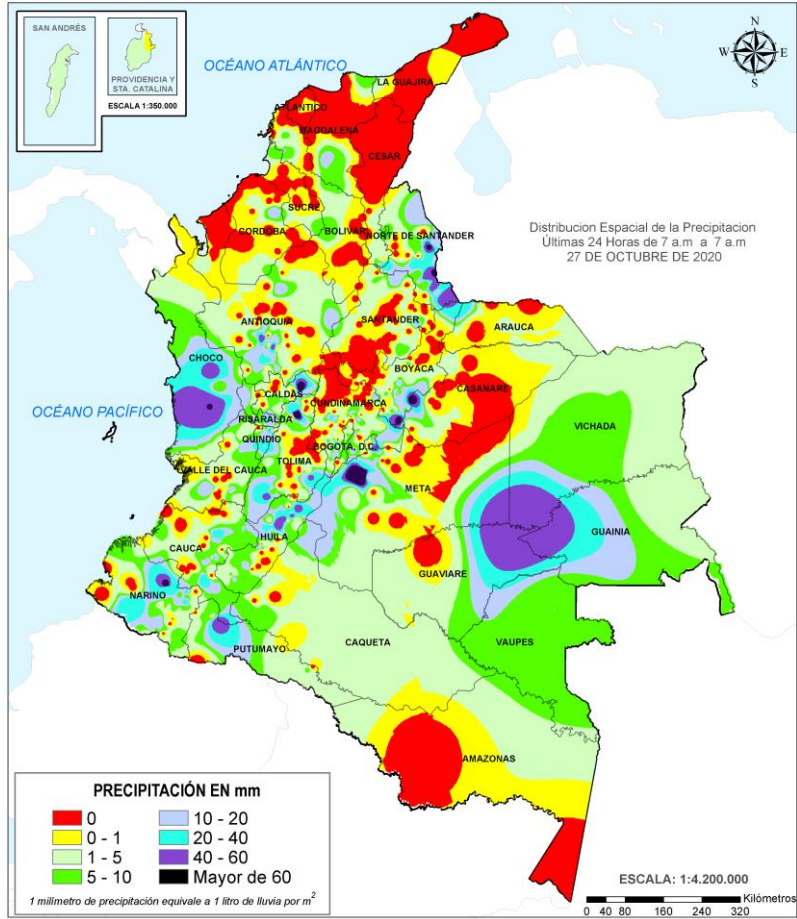 SAN ANDRÉS
PROVIDENCIA Y
STA. CATALINA
ESCALA 1:350.000
OCÉANO ATLÁNTICO
N
W
E
S
LA GUAJIRA
ATLANTICO
MAGDALENA
CESAR
SUCRE
CORDOBA
BOLIVAR
NORTE DE SANTANDER
Distribucion Espacial de la Precipitacion
Últimas 24 Horas de 7 a.m a 7 a.m
27 DE OCTUBRE DE 2020
ANTIOQUIA
SANTANDER
ARAUCA
CHOCO
BOYACA
CASANARE
CALDAS
CUNDINAMARCA
OCÉANO PACÍFICO
RISARALDA
VICHADA
QUINDIO
BOGOTA, D.C.
TOLIMA
VALLE DEL CAUCA
META
GUAINIA
HUILA
CAUCA
GUAVIARE
NARINO
CAQUETA
VAUPES
PUTUMAYO
AMAZONAS
PRECIPITACIÓN EN mm
0
0 - 1
1 - 5
5 - 10
10 - 20
20 - 40
40 - 60
Mayor de 60
1 milímetro de precipitación equivale a 1 litro de lluvia por m²
ESCALA: 1:4.200.000
Kilómetros
0 40 80 160 240 320